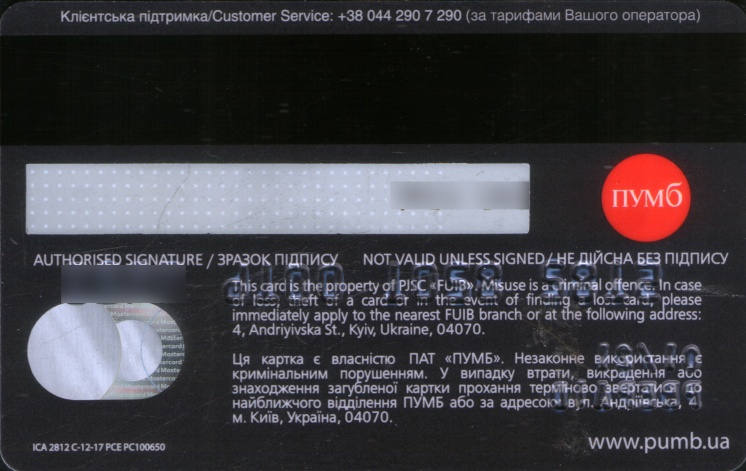 Клієнтська підтримка/Customer Service: +38 044 290 7 290 (за тарифами Вашого оператора)
ПУМБ
AUTHORISED SIGNATURE / ЗРАЗОК ПІДПИСУ NOT VALID UNLESS SIGNED / НЕ ДІЙСНА БЕЗ ПІДПИСУ
This card is the property of PJSC «FUIB». Misuse is a criminal offence. In case
of loss, theft of a card or in the event of finding a lost card, please
immediately apply to the nearest FUIB branch or at the following address:
4, Andriyivska St., Kyiv, Ukraine, 04070.
Ця картка є власністю ПАТ «ПУМБ». Незаконне використання є
кримінальним порушенням. У випадку втрати, викрадення або
знаходження загубленої картки прохання терміново звертатися до
найближчого відділення ПУМБ або за адресою: вул. Андріївська, 4
м. Київ, Україна, 04070.
ICA 2812 C-12-17 PCE PC100650
www.pumb.ua